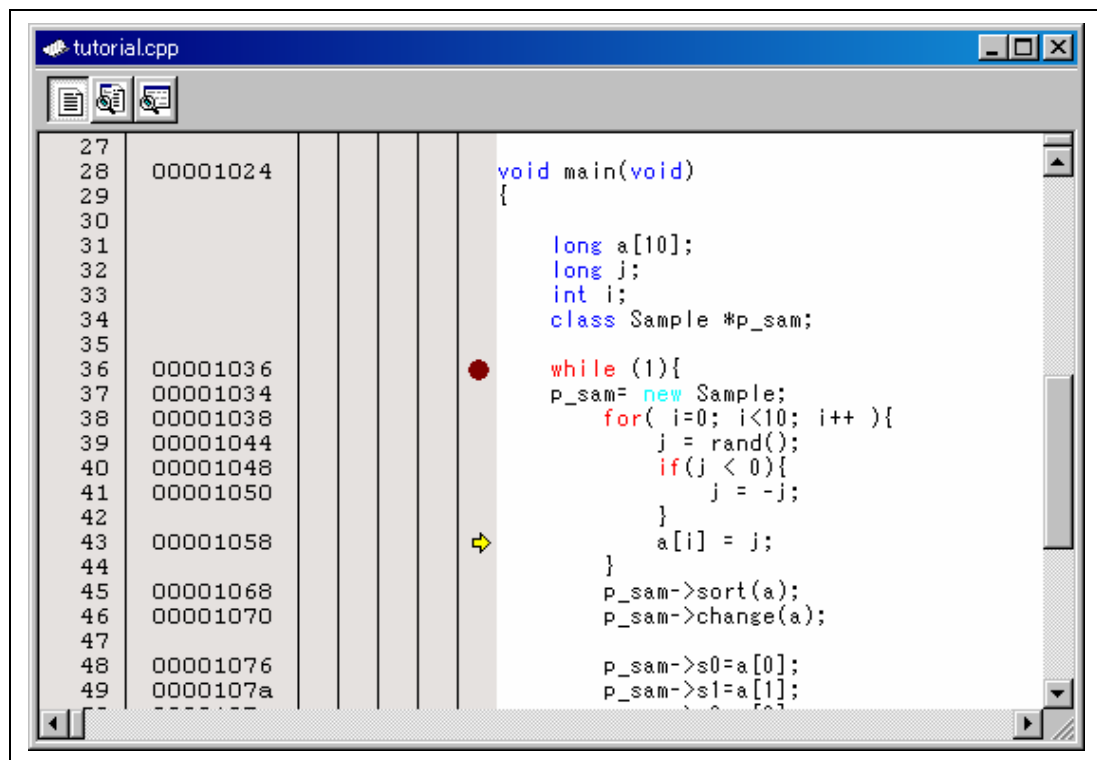 tutorial.cpp
27
28 00001024 void main(void)
29 {
30
31 long a[10];
32 long j;
33 int i;
34 class Sample *p_sam;
35
36 00001036 while (1){
37 00001034 p_sam= new Sample;
38 00001038 for( i=0; i<10; i++ ){
39 00001044 j = rand();
40 00001048 if(j < 0){
41 00001050 j = -j;
42 }
43 00001058 a[i] = j;
44 }
45 00001068 p_sam->sort(a);
46 00001070 p_sam->change(a);
47
48 00001076 p_sam->s0=a[0];
49 0000107a p_sam->s1=a[1];